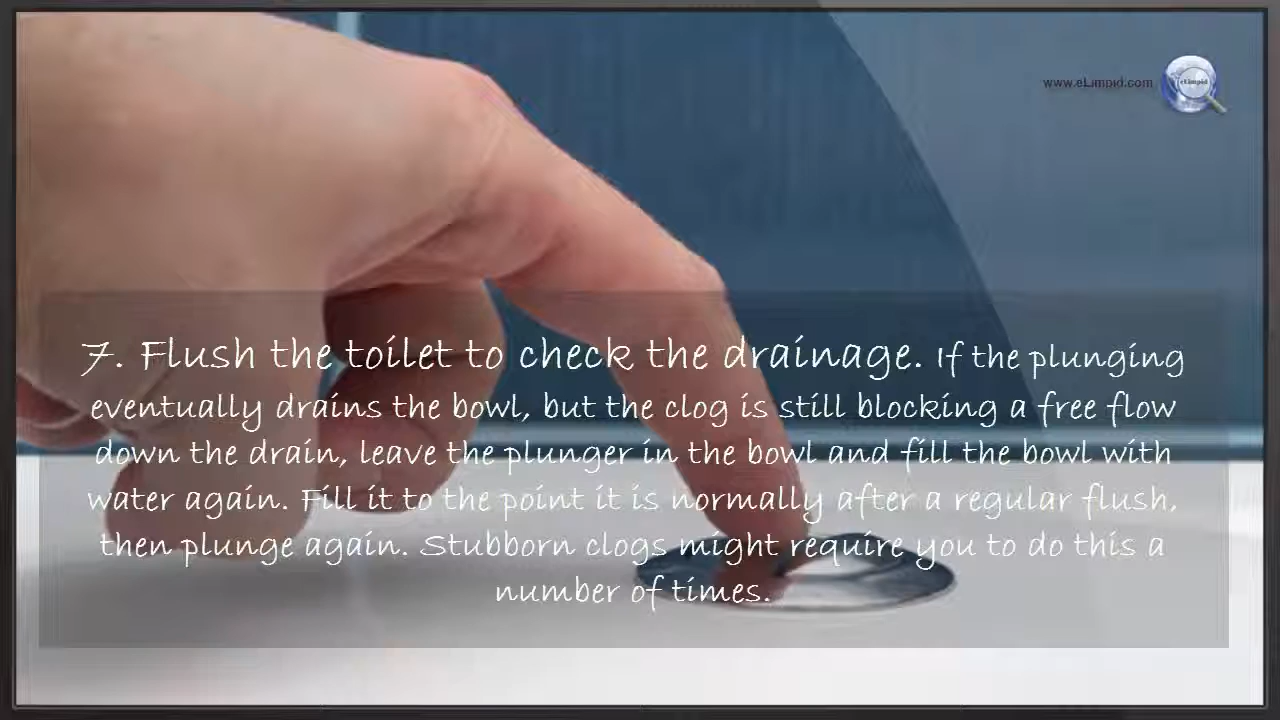 www.eLimpid.com
eLimpid
7. Flush the toilet to check the drainage. If the plunging
eventually drains the bowl, but the clog is still blocking a free flow
down the drain, leave the plunger in the bowl and fill the bowl with
water again. Fill it to the point it is normally after a regular flush,
then plunge again. Stubborn clogs might require you to do this a
number of times.